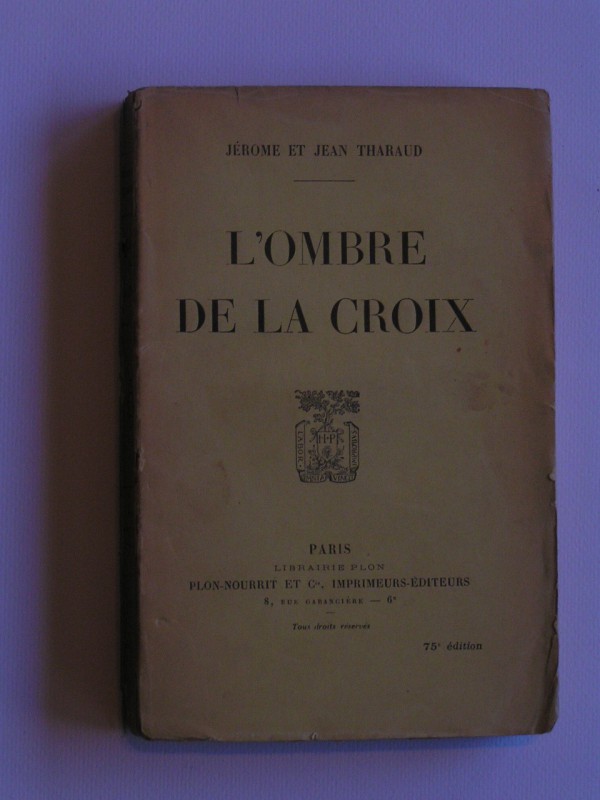 JÉROME ET JEAN THARAUD
L'OMBRE
DE LA CROIX
LABOR
H·P
PARIS
LIBRAIRIE PLON
PLON-NOURRIT ET Cie, IMPRIMEURS-ÉDITEURS
8, RUE GARANCIÈRE — 6e
Tous droits réservés
75e édition